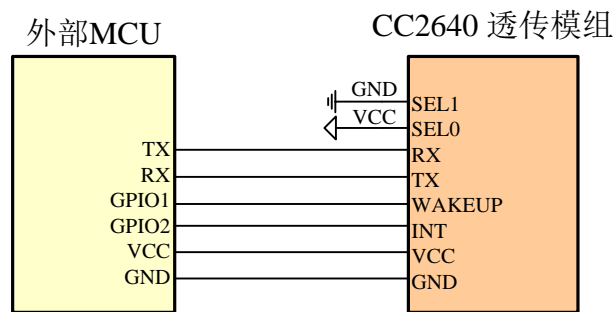 外部MCU
CC2640 透传模组
GND
SEL1
VCC
SEL0
TX
RX
RX
TX
GPIO1
WAKEUP
GPIO2
INT
VCC
VCC
GND
GND